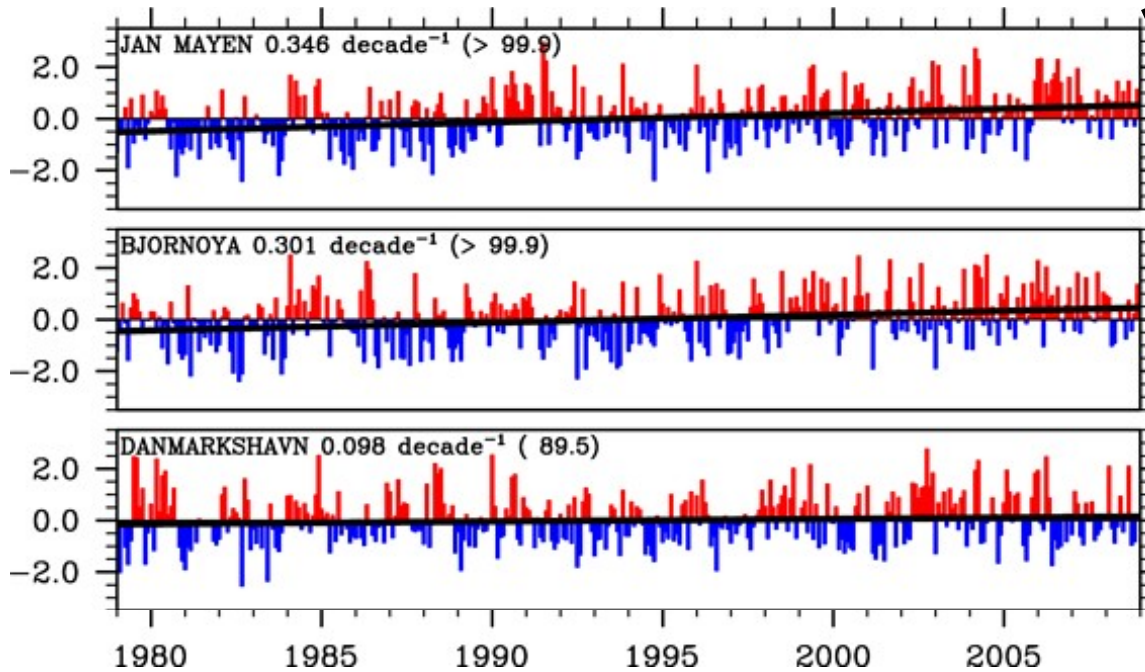 JAN MAYEN 0.346 decade⁻¹ (> 99.9)
2.0
0.0
−2.0
BJORNOYA 0.301 decade⁻¹ (> 99.9)
2.0
0.0
−2.0
DANMARKSHAVN 0.098 decade⁻¹ ( 89.5)
2.0
0.0
−2.0
1980 1985 1990 1995 2000 2005